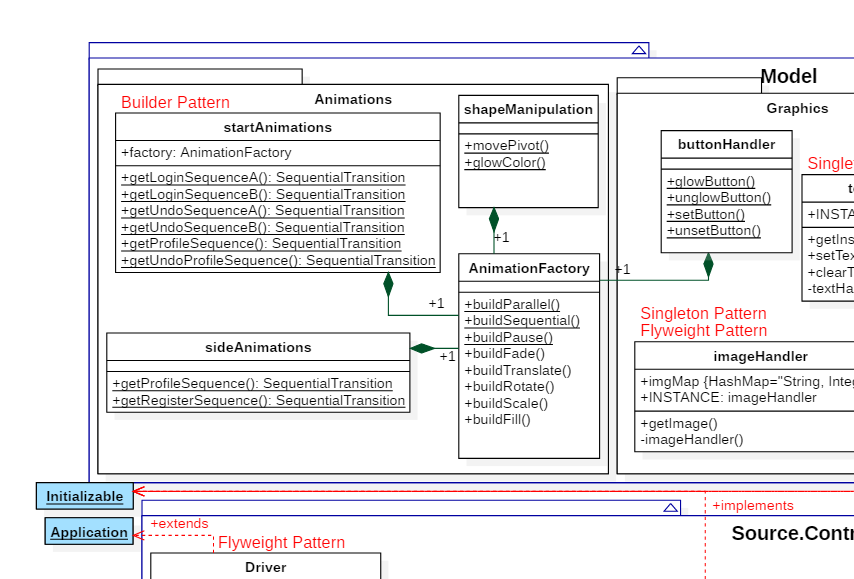 Model
Builder Pattern
Animations
startAnimations
+factory: AnimationFactory
+getLoginSequenceA(): SequentialTransition
+getLoginSequenceB(): SequentialTransition
+getUndoSequenceA(): SequentialTransition
+getUndoSequenceB(): SequentialTransition
+getProfileSequence(): SequentialTransition
+getUndoProfileSequence(): SequentialTransition
shapeManipulation
+movePivot()
+glowColor()
+1
AnimationFactory
+buildParallel()
+buildSequential()
+buildPause()
+buildFade()
+buildTranslate()
+buildRotate()
+buildScale()
+buildFill()
+1
+1
+1
sideAnimations
+getProfileSequence(): SequentialTransition
+getRegisterSequence(): SequentialTransition
Graphics
buttonHandler
+glowButton()
+unglowButton()
+setButton()
+unsetButton()
Single
+INSTA
+getIns
+setTex
+clearT
-textHa
Singleton Pattern
Flyweight Pattern
imageHandler
+imgMap {HashMap="String, Integ
+INSTANCE: imageHandler
+getImage()
-imageHandler()
Initializable
Application
+implements
+extends
Source.Contr
Flyweight Pattern
Driver